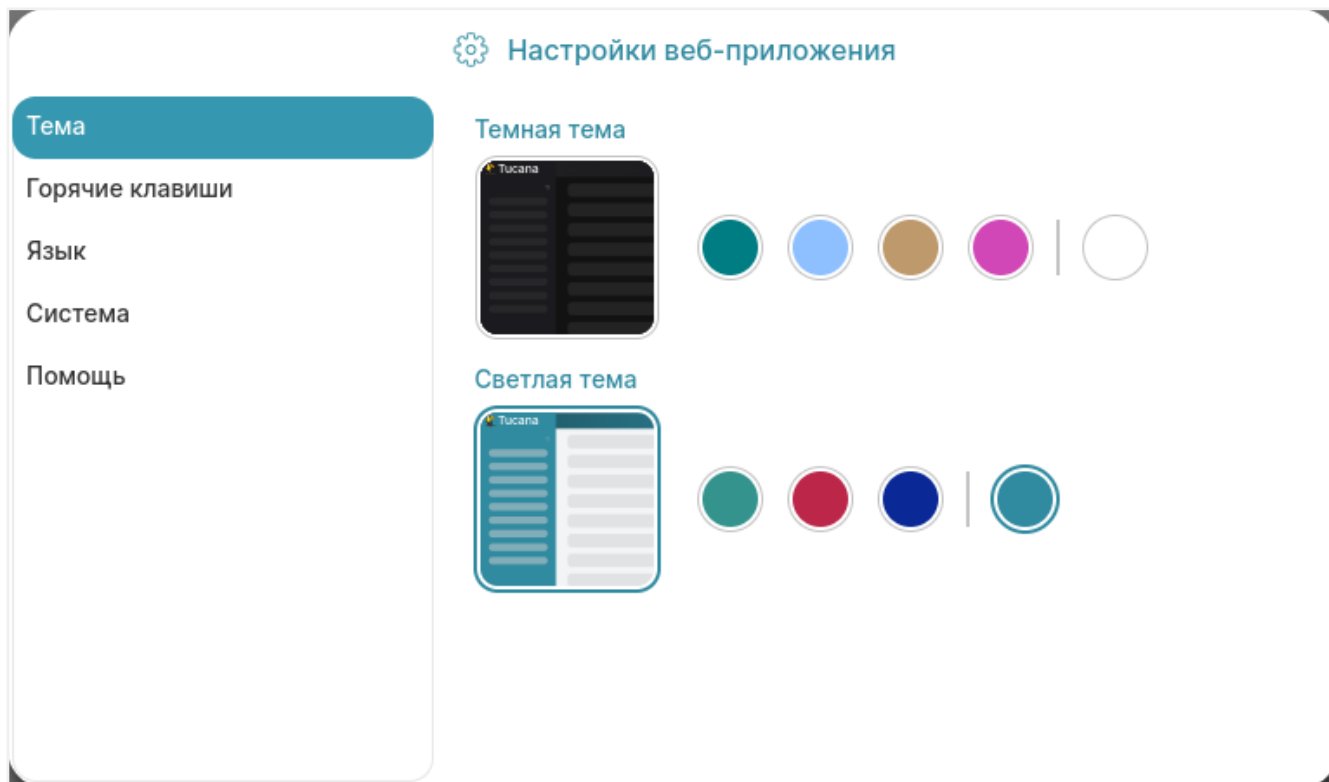 Настройки веб-приложения
Тема
Горячие клавиши
Язык
Система
Помощь
Темная тема
Tucana
Светлая тема
Tucana